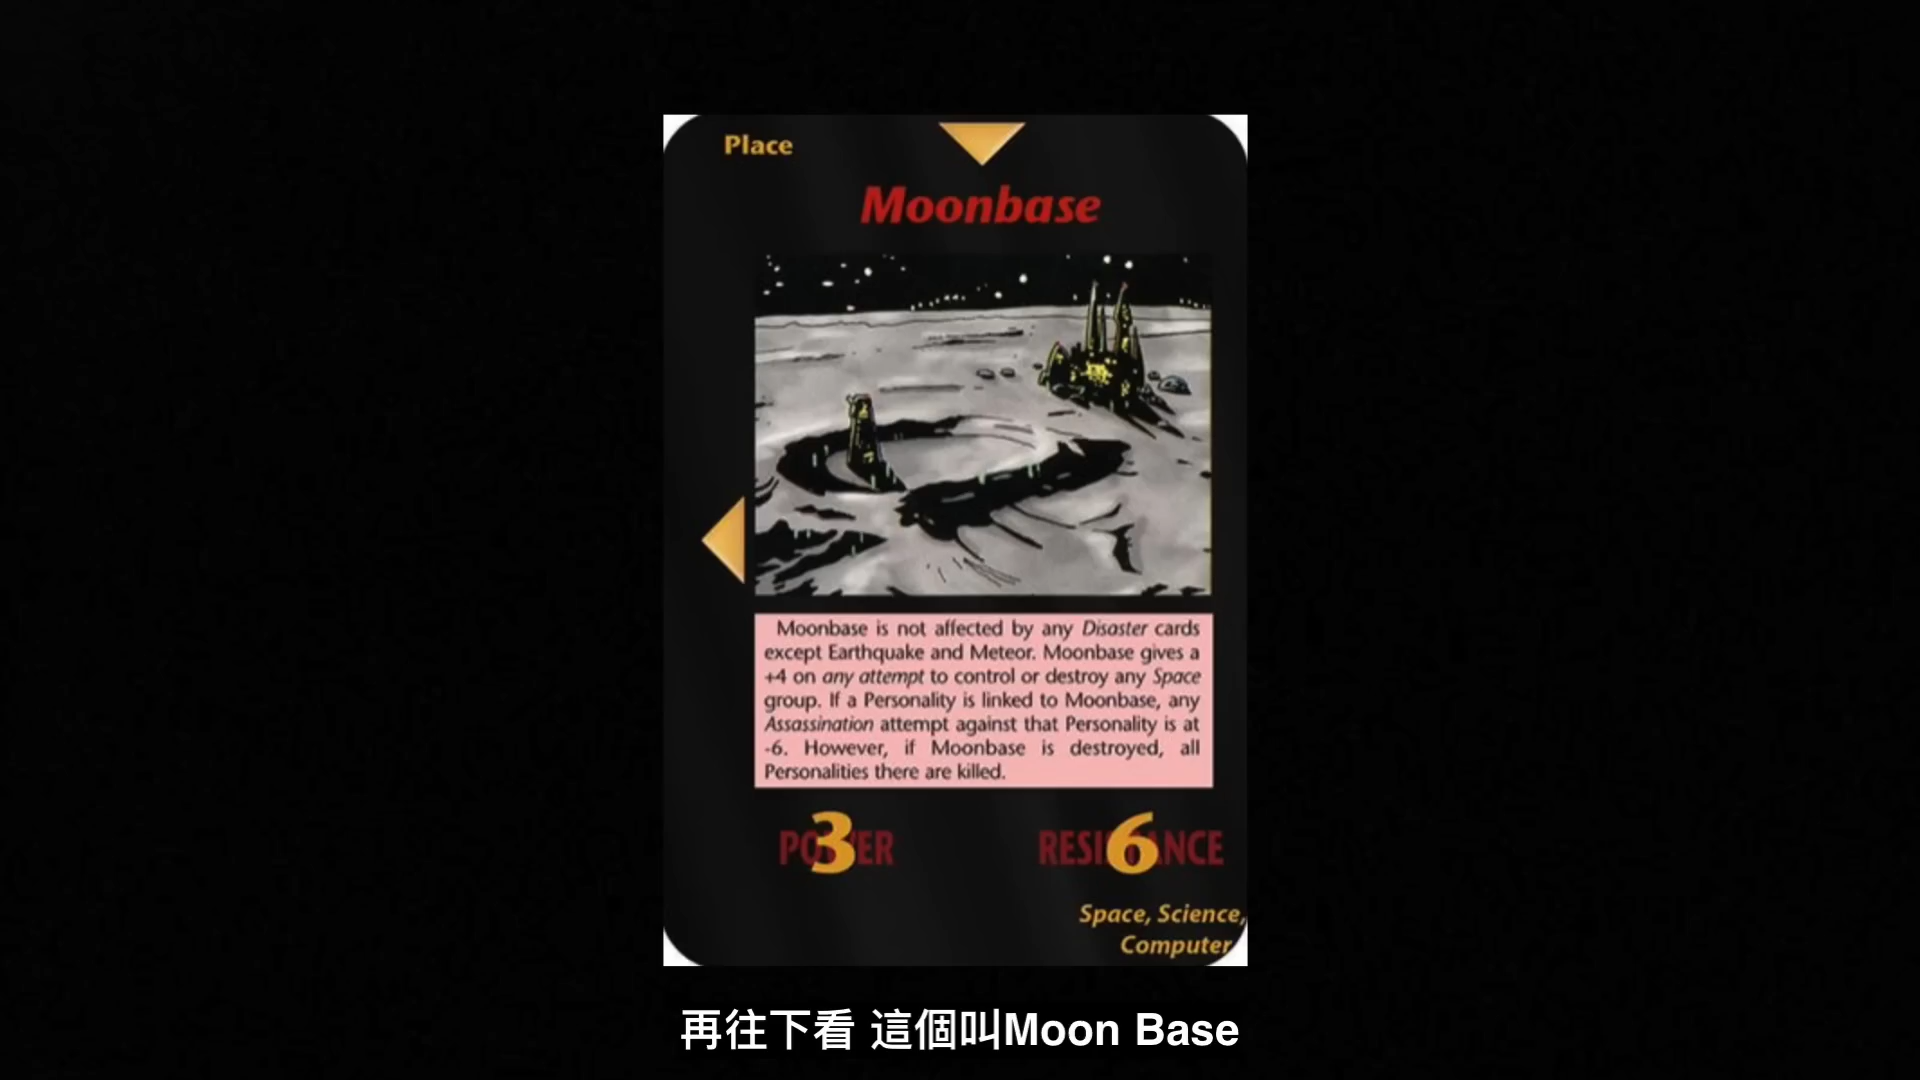 Place
Moonbase
Moonbase is not affected by any Disaster cards
except Earthquake and Meteor. Moonbase gives a
+4 on any attempt to control or destroy any Space
group. If a Personality is linked to Moonbase, any
Assassination attempt against that Personality is at
-6. However, if Moonbase is destroyed, all
Personalities there are killed.
POWER 3
RESISTANCE 6
Space, Science,
Computer
再往下看 這個叫Moon Base